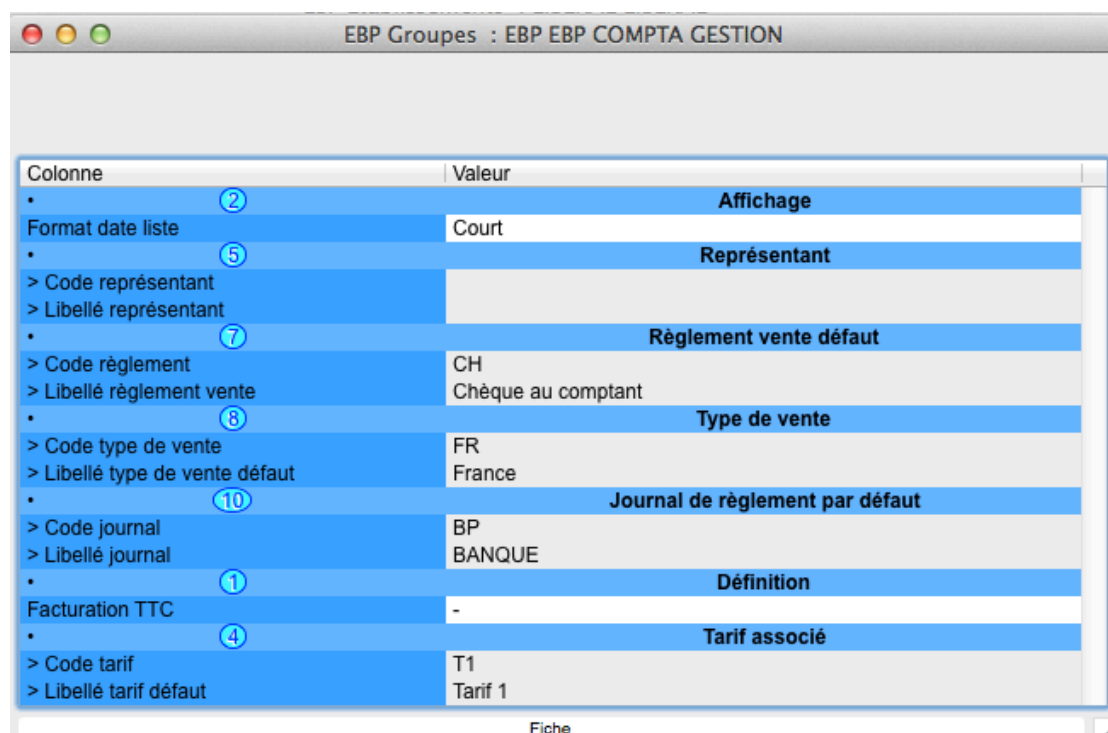 EBP Groupes : EBP EBP COMPTA GESTION
Colonne Valeur
• 2 Affichage
Format date liste Court
• 5 Représentant
> Code représentant
> Libellé représentant
• 7 Règlement vente défaut
> Code règlement CH
> Libellé règlement vente Chèque au comptant
• 8 Type de vente
> Code type de vente FR
> Libellé type de vente défaut France
• 10 Journal de règlement par défaut
> Code journal BP
> Libellé journal BANQUE
• 1 Définition
Facturation TTC -
• 4 Tarif associé
> Code tarif T1
> Libellé tarif défaut Tarif 1
Fiche